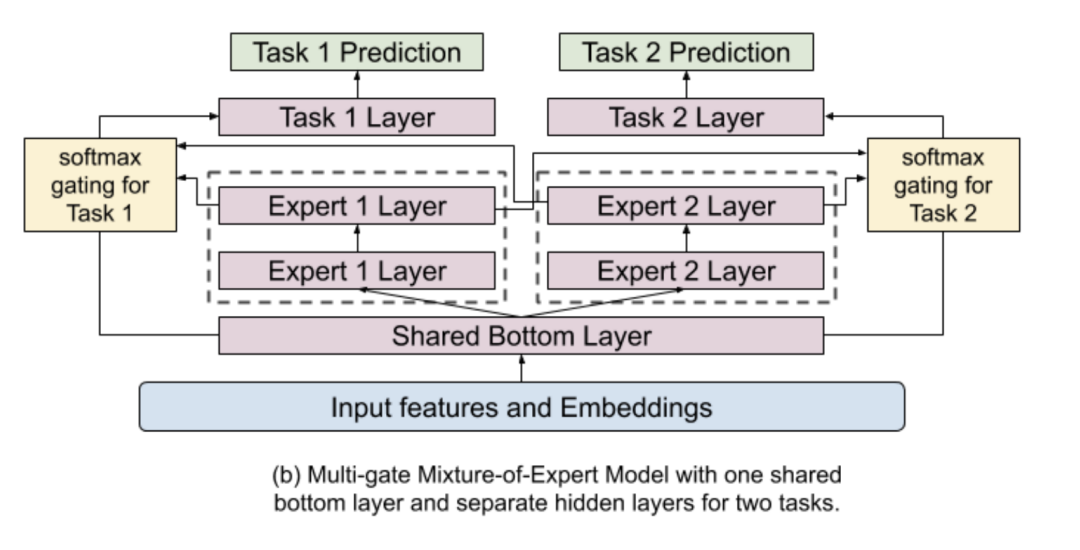 Task 1 Prediction
Task 2 Prediction
Task 1 Layer
Task 2 Layer
softmax
gating for
Task 1
softmax
gating for
Task 2
Expert 1 Layer
Expert 2 Layer
Expert 1 Layer
Expert 2 Layer
Shared Bottom Layer
Input features and Embeddings
(b) Multi-gate Mixture-of-Expert Model with one shared
bottom layer and separate hidden layers for two tasks.